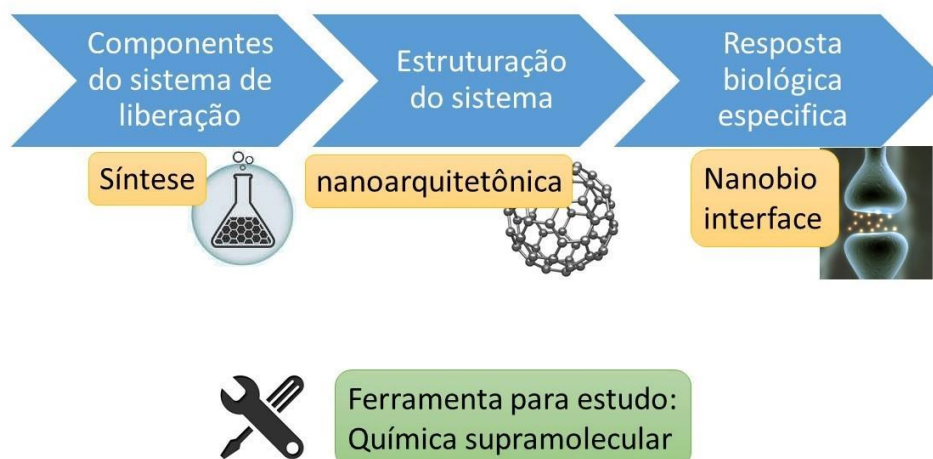 Componentes
do sistema de
liberação
Estruturação
do sistema
Resposta
biológica
especifica
Síntese
nanoarquitetônica
Nanobio
interface
Ferramenta para estudo:
Química supramolecular